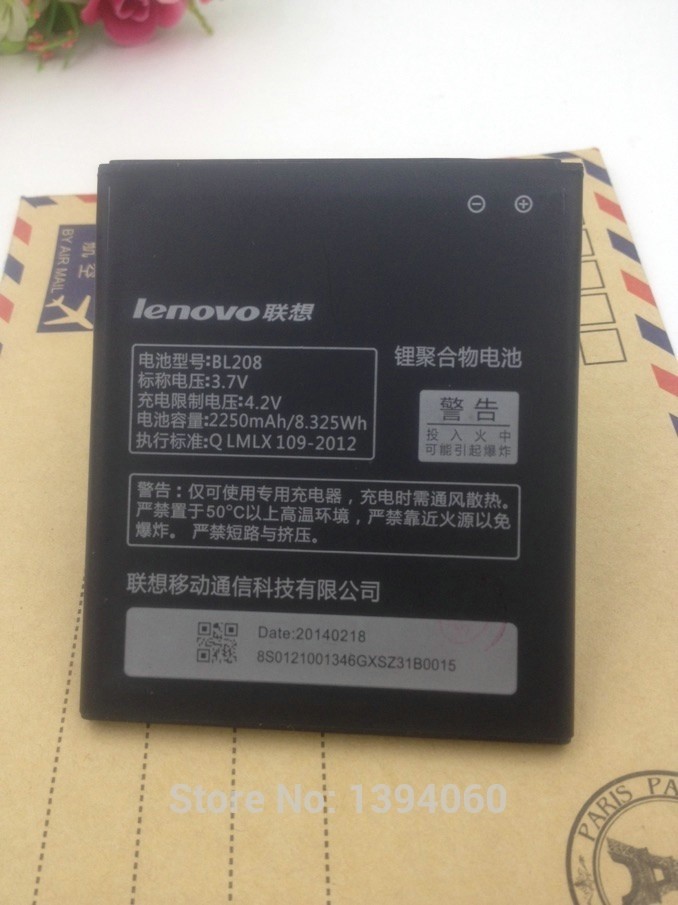 航空
BY AIR MAIL
lenovo联想
电池型号:BL208
标称电压:3.7V
充电限制电压:4.2V
电池容量:2250mAh/8.325Wh
执行标准:Q LMLX 109-2012
锂聚合物电池
警告
投入火中
可能引起爆炸
警告：仅可使用专用充电器，充电时需通风散热。
严禁置于50°C以上高温环境，严禁靠近火源以免
爆炸。 严禁短路与挤压。
联想移动通信科技有限公司
Date:20140218
8S0121001346GXSZ31B0015
Store No: 1394060
PARIS PA